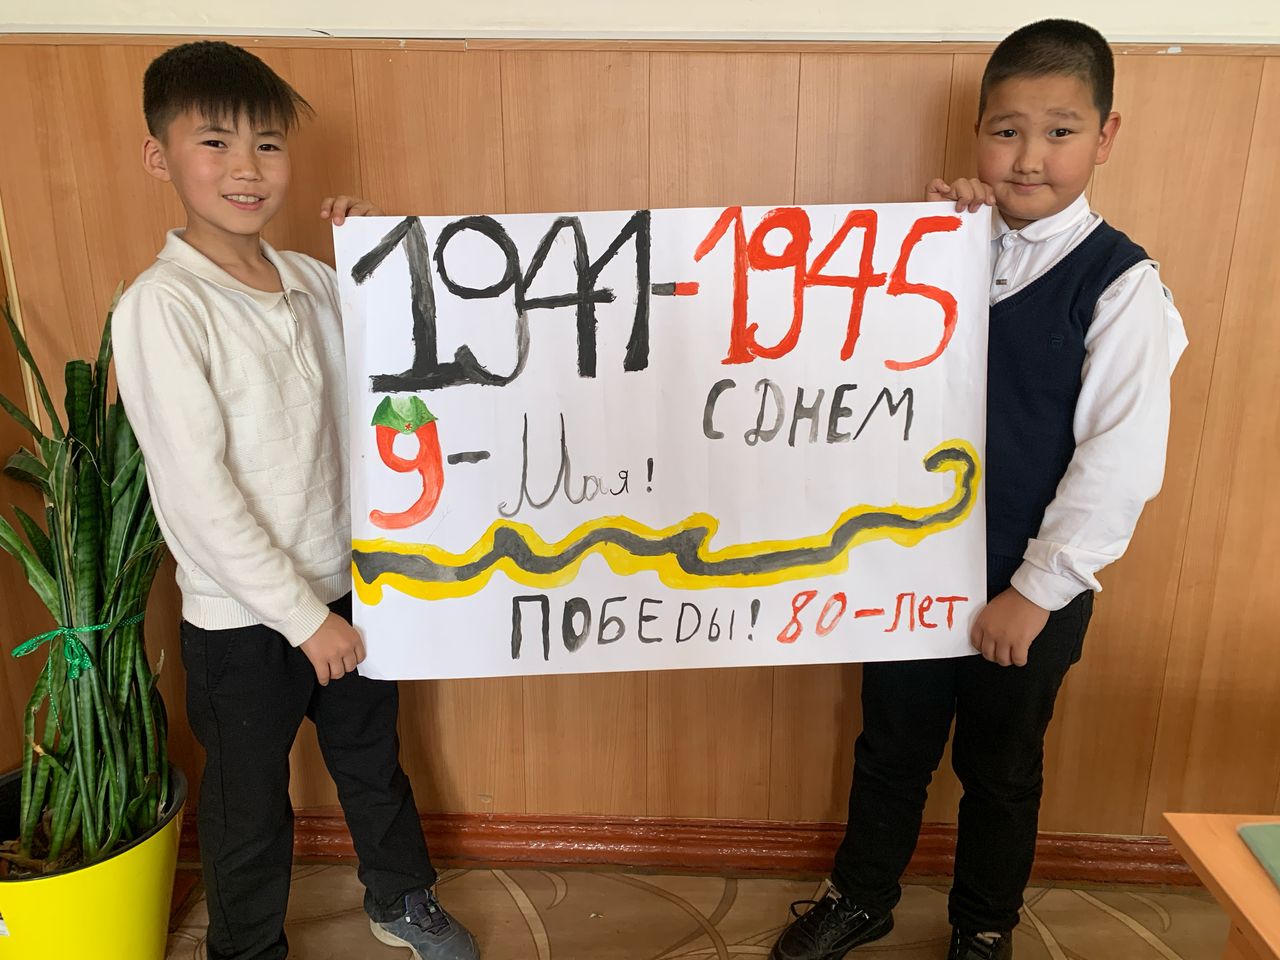 1941-1945
С ДНЕМ
9-Мая!
ПОБЕДЫ! 80-лет